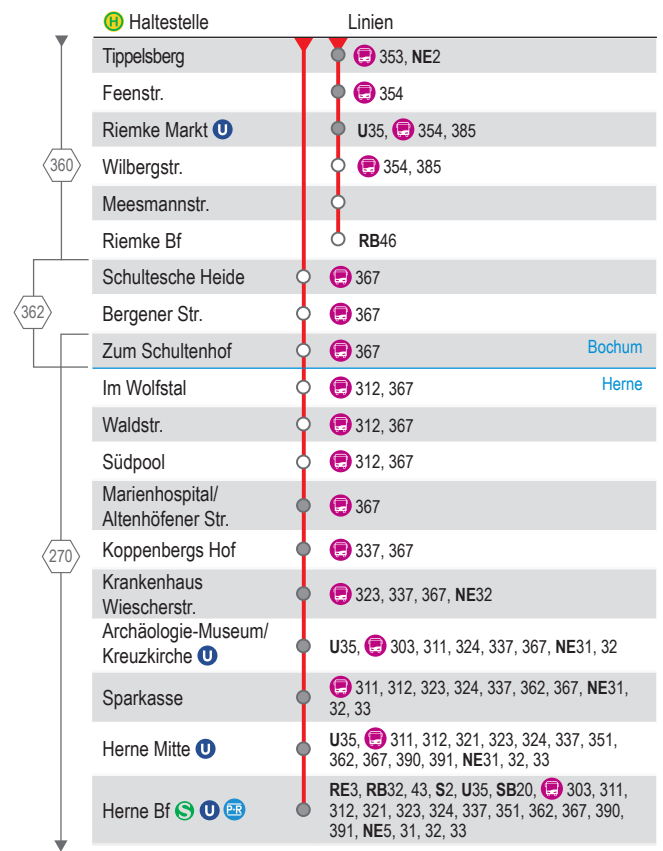 H Haltestelle Linien
Tippelsberg 353, NE2
Feenstr. 354
Riemke Markt U U35, 354, 385
360
Wilbergstr. 354, 385
Meesmannstr.
Riemke Bf RB46
Schultesche Heide 367
362
Bergener Str. 367
Zum Schultenhof 367 Bochum
Im Wolfstal 312, 367 Herne
Waldstr. 312, 367
Südpool 312, 367
Marienhospital/
Altenhöfener Str. 367
270
Koppenbergs Hof 337, 367
Krankenhaus
Wiescherstr. 323, 337, 367, NE32
Archäologie-Museum/
Kreuzkirche U U35, 303, 311, 324, 337, 367, NE31, 32
Sparkasse 311, 312, 323, 324, 337, 362, 367, NE31,
32, 33
Herne Mitte U U35, 311, 312, 321, 323, 324, 337, 351,
362, 367, 390, 391, NE31, 32, 33
Herne Bf S U P+R RE3, RB32, 43, S2, U35, SB20, 303, 311,
312, 321, 323, 324, 337, 351, 362, 367, 390,
391, NE5, 31, 32, 33